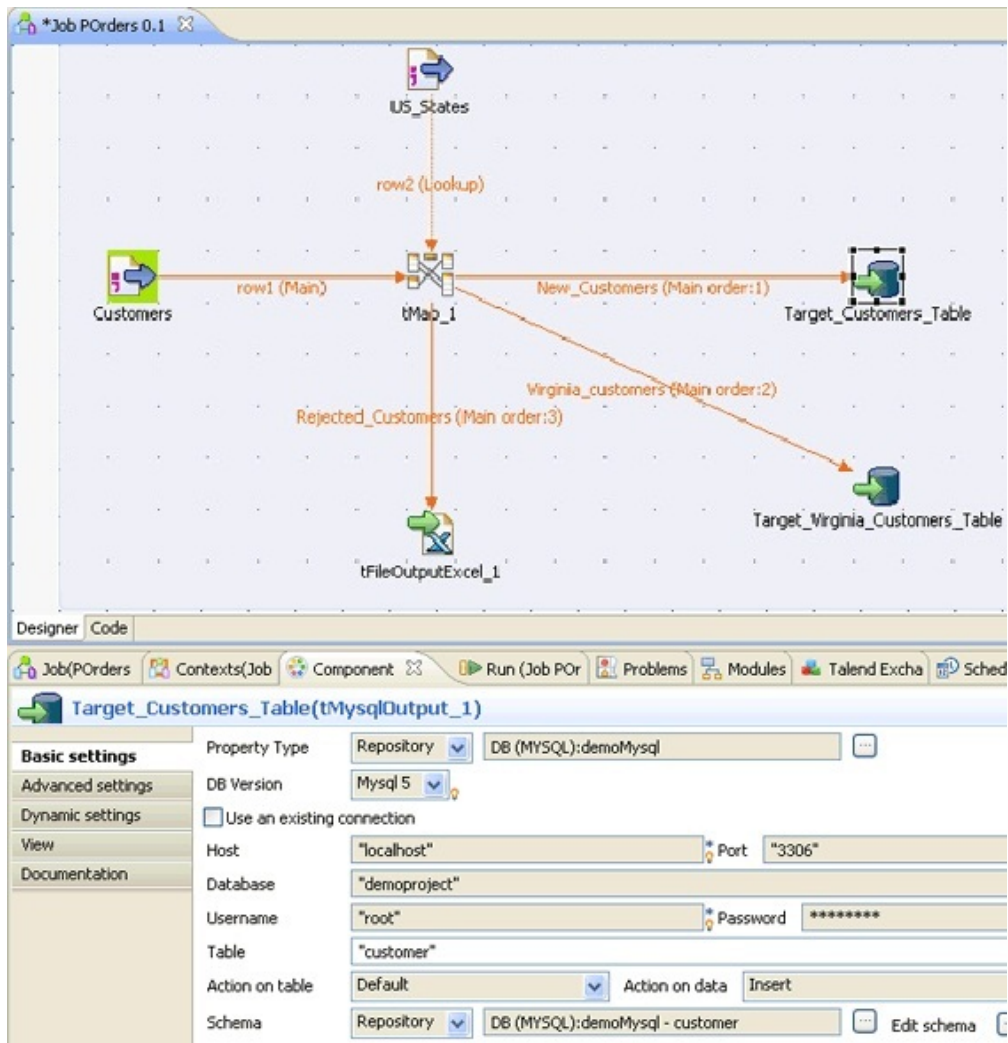 *Job POrders 0.1
US_States
row2 (Lookup)
row1 (Main)
New_Customers (Main order:1)
Customers
tMap_1
Target_Customers_Table
Virginia_customers (Main order:2)
Rejected_Customers (Main order:3)
Target_Virginia_Customers_Table
tFileOutputExcel_1
Designer Code
Job(POrders Contexts(Job Component Run (Job POr Problems Modules Talend Excha Sched
Target_Customers_Table(tMysqlOutput_1)
Basic settings
Advanced settings
Dynamic settings
View
Documentation
Property Type Repository DB (MYSQL):demoMysql
DB Version Mysql 5
Use an existing connection
Host "localhost" * Port "3306"
Database "demoproject"
Username "root" * Password ********
Table "customer"
Action on table Default Action on data Insert
Schema Repository DB (MYSQL):demoMysql - customer Edit schema